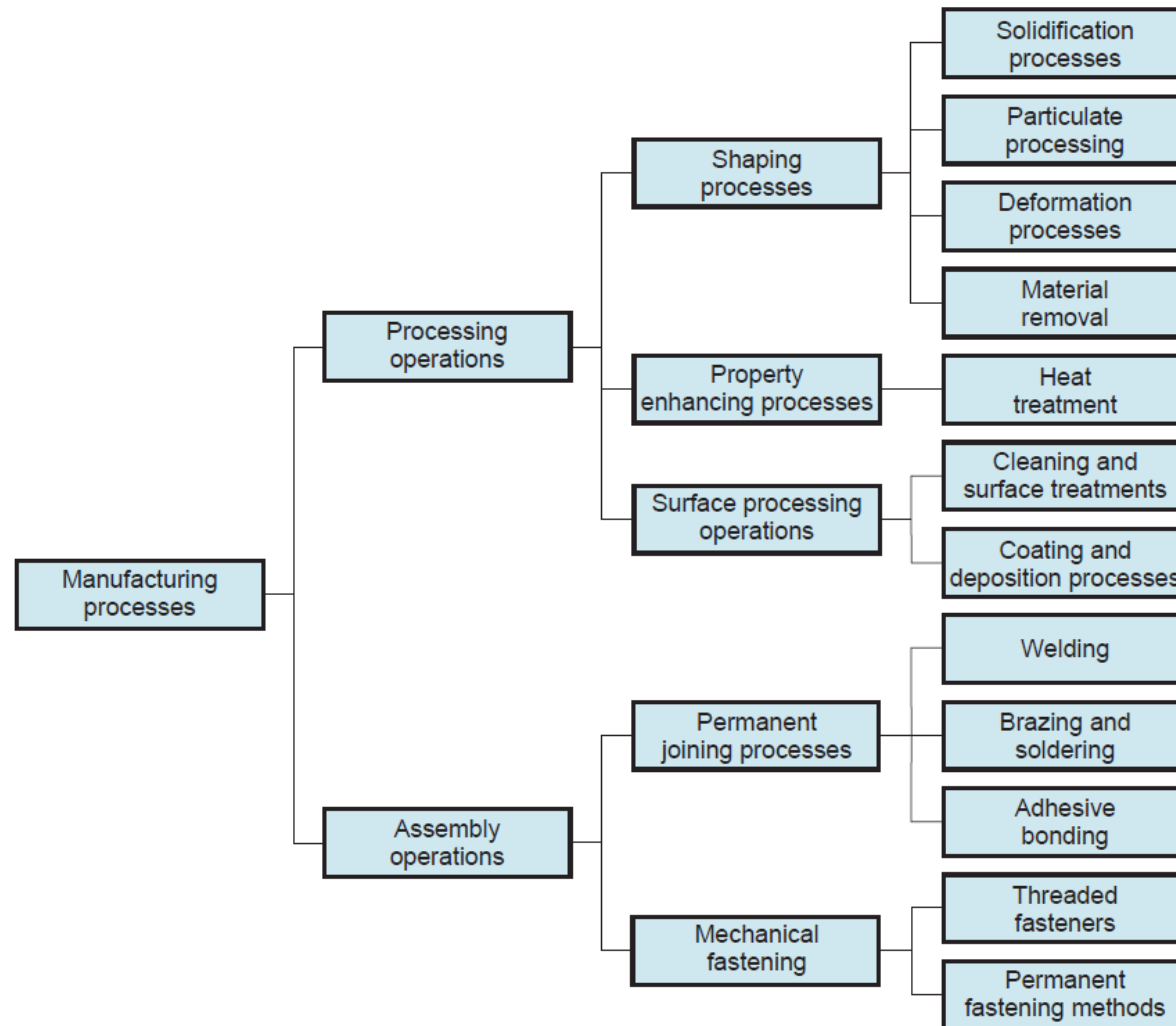 Solidification
processes
Particulate
processing
Shaping
processes
Deformation
processes
Material
removal
Processing
operations
Property
enhancing processes
Heat
treatment
Cleaning and
surface treatments
Surface processing
operations
Coating and
deposition processes
Manufacturing
processes
Welding
Permanent
joining processes
Brazing and
soldering
Adhesive
bonding
Assembly
operations
Threaded
fasteners
Mechanical
fastening
Permanent
fastening methods